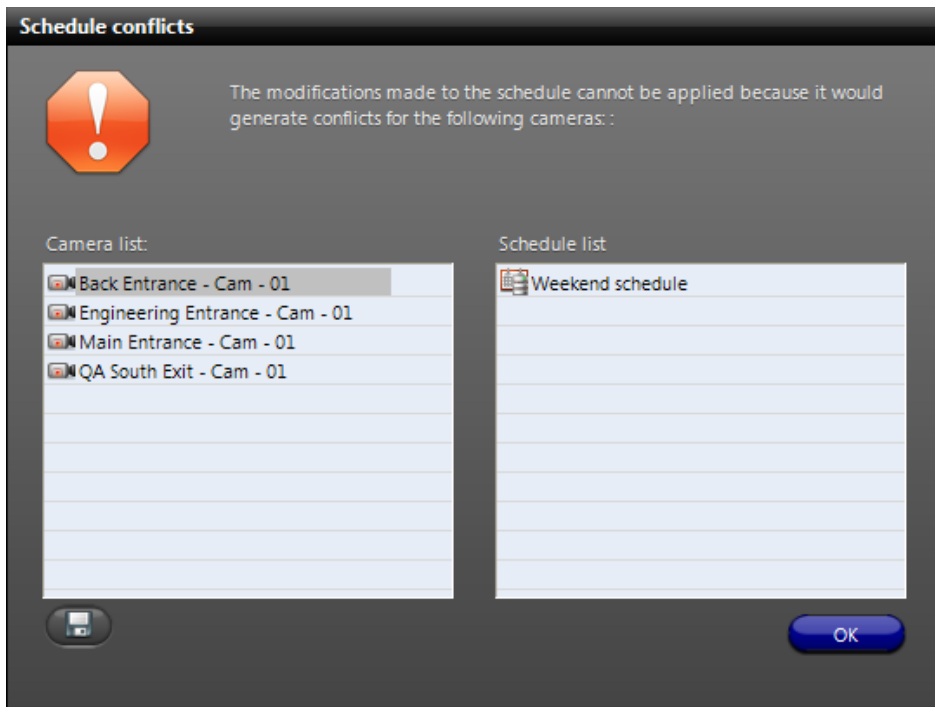 Schedule conflicts
The modifications made to the schedule cannot be applied because it would
generate conflicts for the following cameras: :
Camera list:
Back Entrance - Cam - 01
Engineering Entrance - Cam - 01
Main Entrance - Cam - 01
QA South Exit - Cam - 01
Schedule list
Weekend schedule
OK